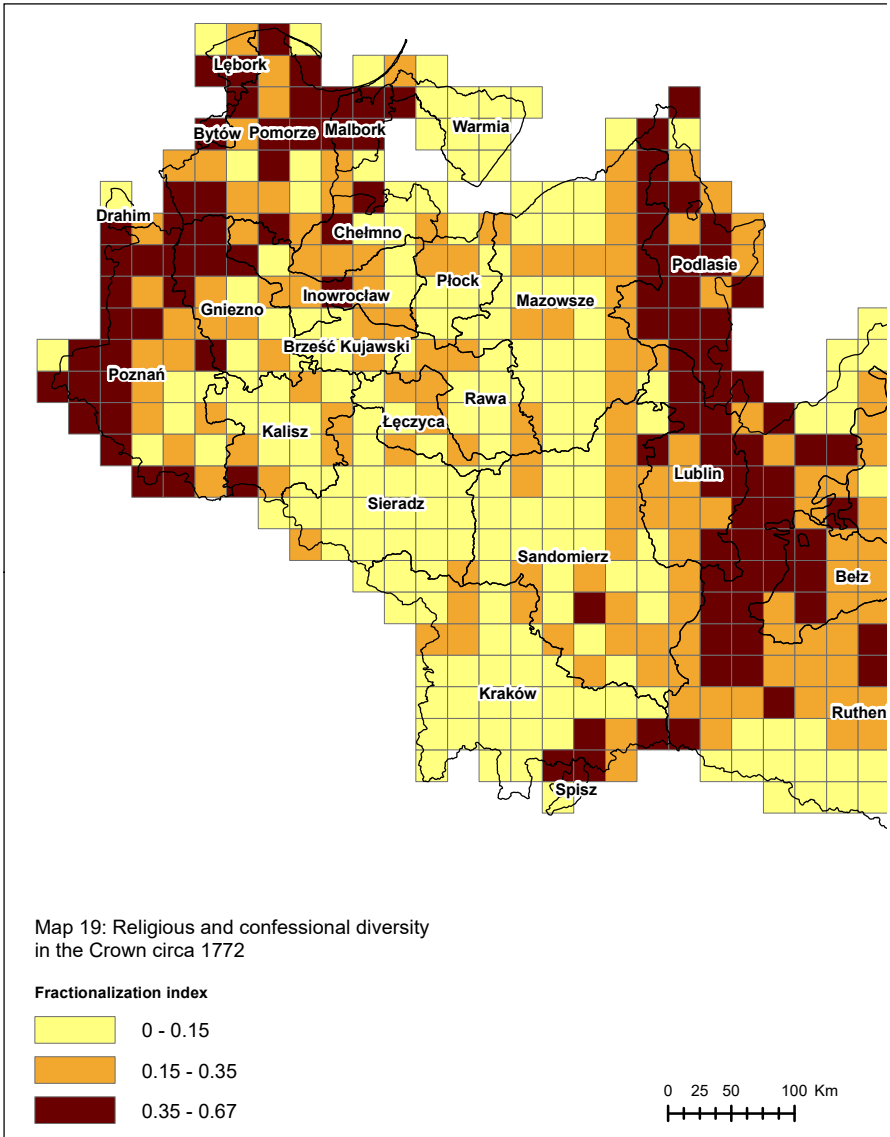 Lębork
Bytów
Pomorze
Malbork
Warmia
Drahim
Chełmno
Podlasie
Płock
Inowrocław
Gniezno
Mazowsze
Brześć Kujawski
Poznań
Rawa
Kalisz
Łęczyca
Lublin
Sieradz
Sandomierz
Bełz
Kraków
Ruthen
Spisz
Map 19: Religious and confessional diversity
in the Crown circa 1772
Fractionalization index
0 - 0.15
0.15 - 0.35
0.35 - 0.67
0 25 50 100 Km